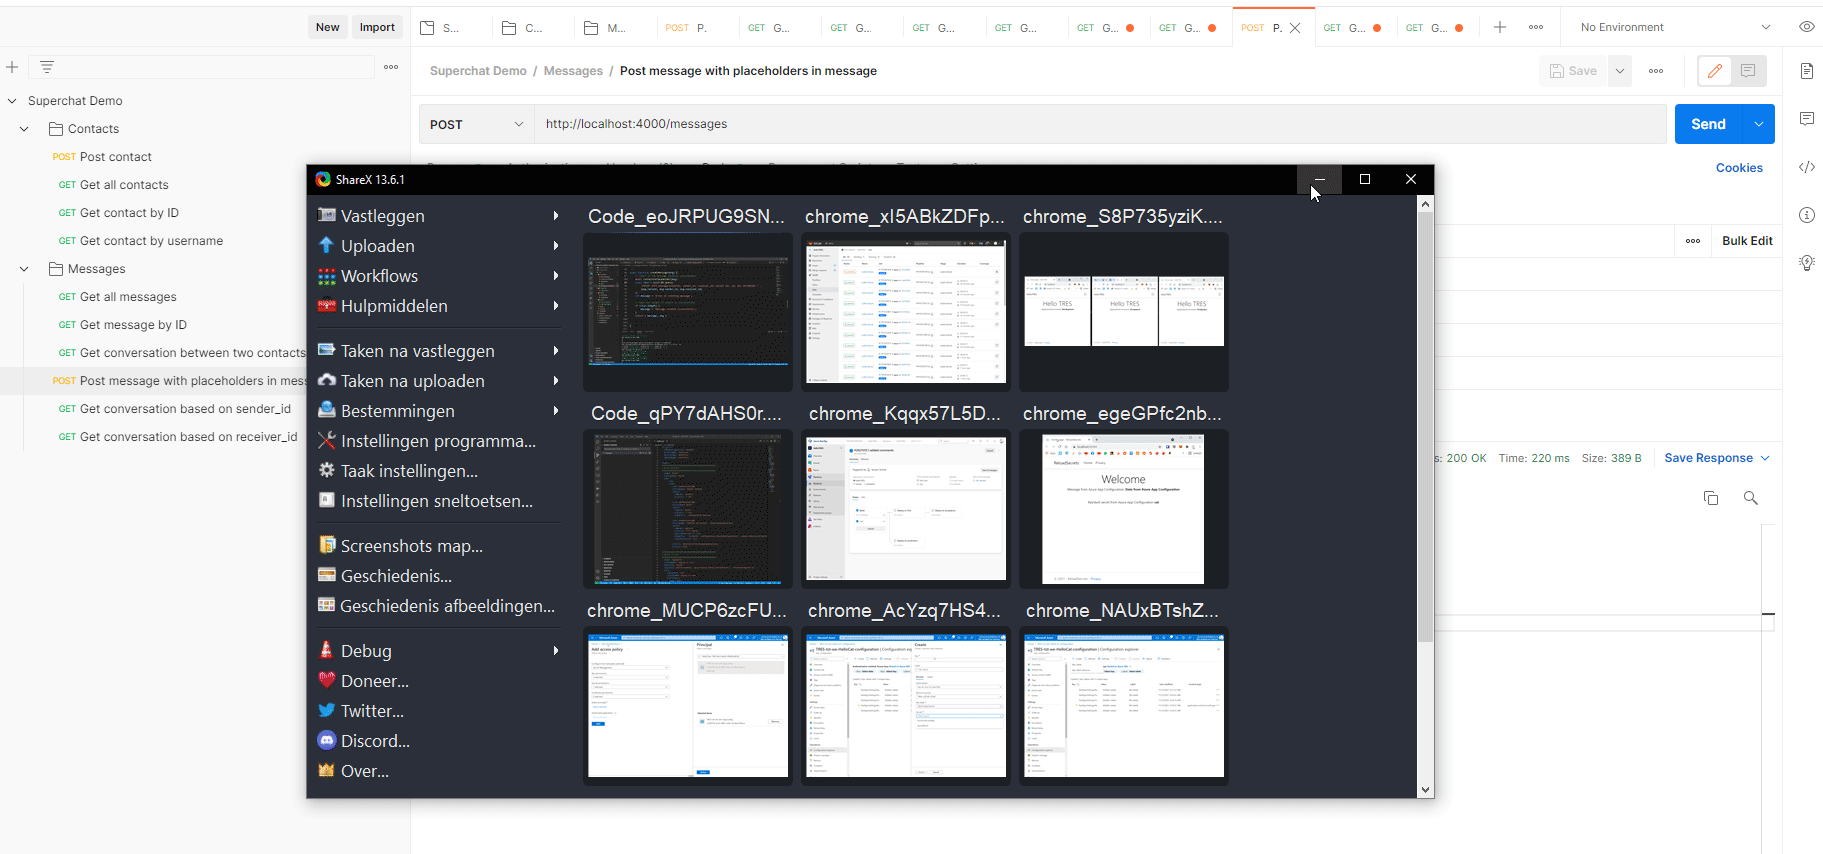 New Import
S... C... M... POST P. GET G... GET G... GET G... GET G... GET G... GET G... POST P. GET G... GET G... No Environment
Superchat Demo / Messages / Post message with placeholders in message Save
Superchat Demo
Contacts
POST Post contact
GET Get all contacts
GET Get contact by ID
GET Get contact by username
Messages
GET Get all messages
GET Get message by ID
GET Get conversation between two contacts
POST Post message with placeholders in mess
GET Get conversation based on sender_id
GET Get conversation based on receiver_id
POST http://localhost:4000/messages Send
Cookies
Bulk Edit
200 OK Time: 220 ms Size: 389 B Save Response
ShareX 13.6.1
Vastleggen
Uploaden
Workflows
Hulpmiddelen
Taken na vastleggen
Taken na uploaden
Bestemmingen
Instellingen programma...
Taak instellingen...
Instellingen sneltoetsen...
Screenshots map...
Geschiedenis...
Geschiedenis afbeeldingen...
Debug
Doneer...
Twitter...
Discord...
Over...
Code_eoJRPUG9SN... chrome_xI5ABkZDFp... chrome_S8P735yziK....
Hello TRES Hello TRES Hello TRES
Code_qPY7dAHS0r.... chrome_Kqqx57L5D... chrome_egeGPfc2nb...
Welcome
chrome_MUCP6zcFU... chrome_AcYzq7HS4... chrome_NAUxBTshZ...